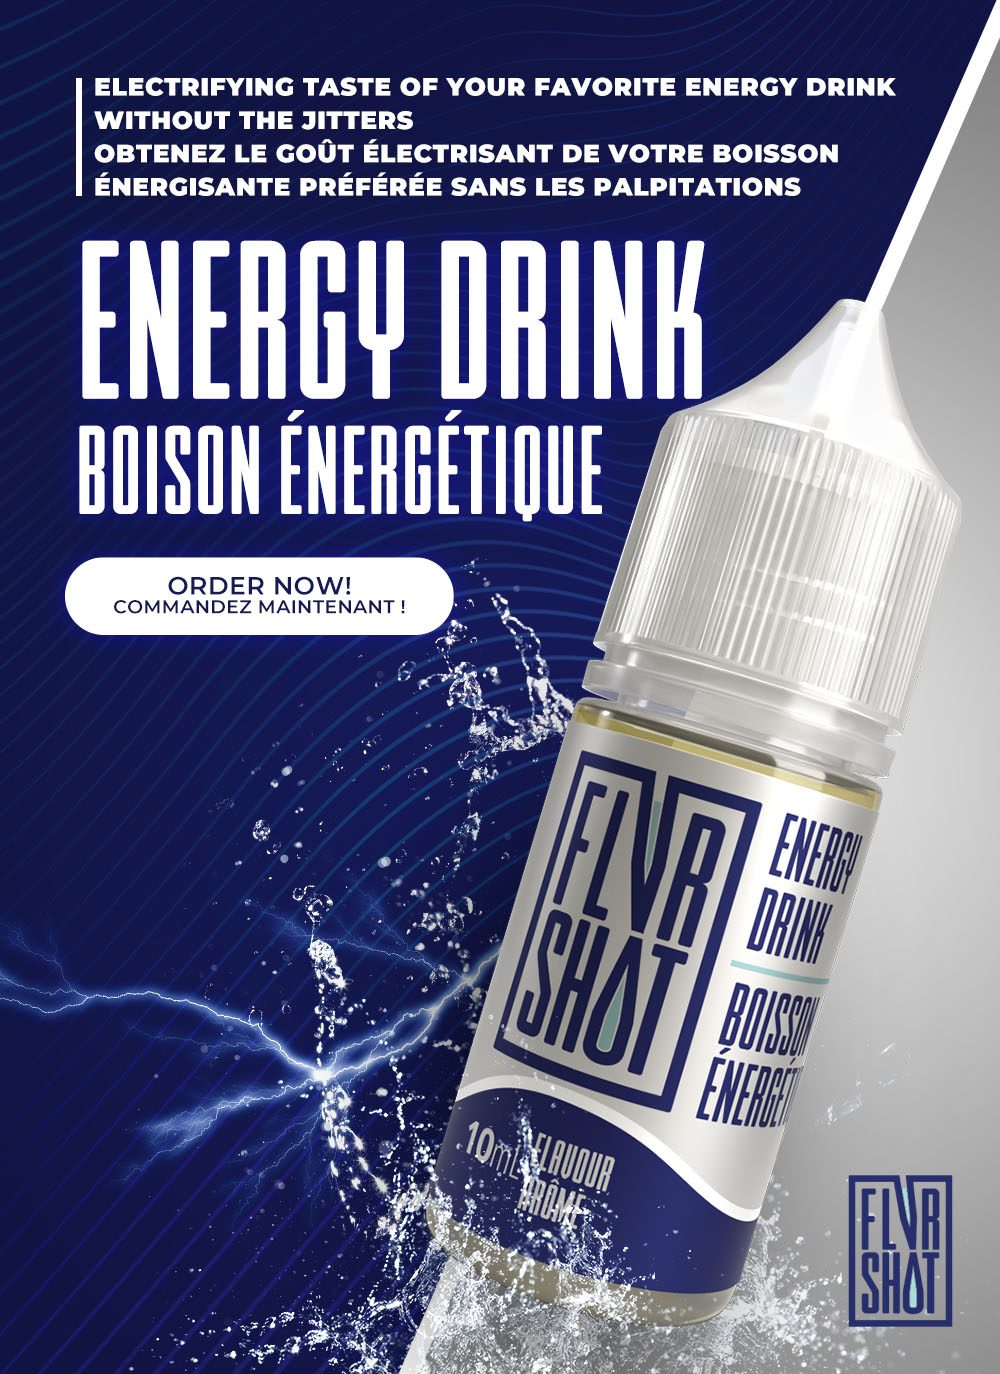 ELECTRIFYING TASTE OF YOUR FAVORITE ENERGY DRINK
WITHOUT THE JITTERS
OBTENEZ LE GOÛT ÉLECTRISANT DE VOTRE BOISSON
ÉNERGISANTE PRÉFÉRÉE SANS LES PALPITATIONS
ENERGY DRINK
BOISON ÉNERGÉTIQUE
ORDER NOW!
COMMANDEZ MAINTENANT !
FLVR
SHOT
ENERGY
DRINK
BOISSON
ÉNERGÉTI
10mL FLAVOUR
ARÔME
FLVR
SHOT